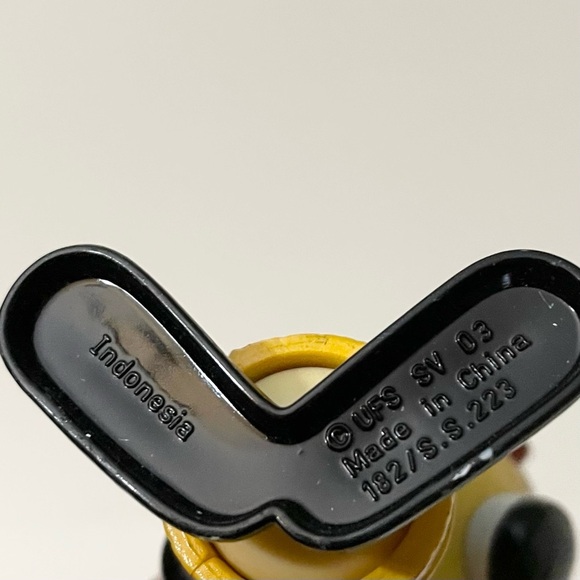 Indonesia
© UFS SV 03
Made in China
182/S.S.223